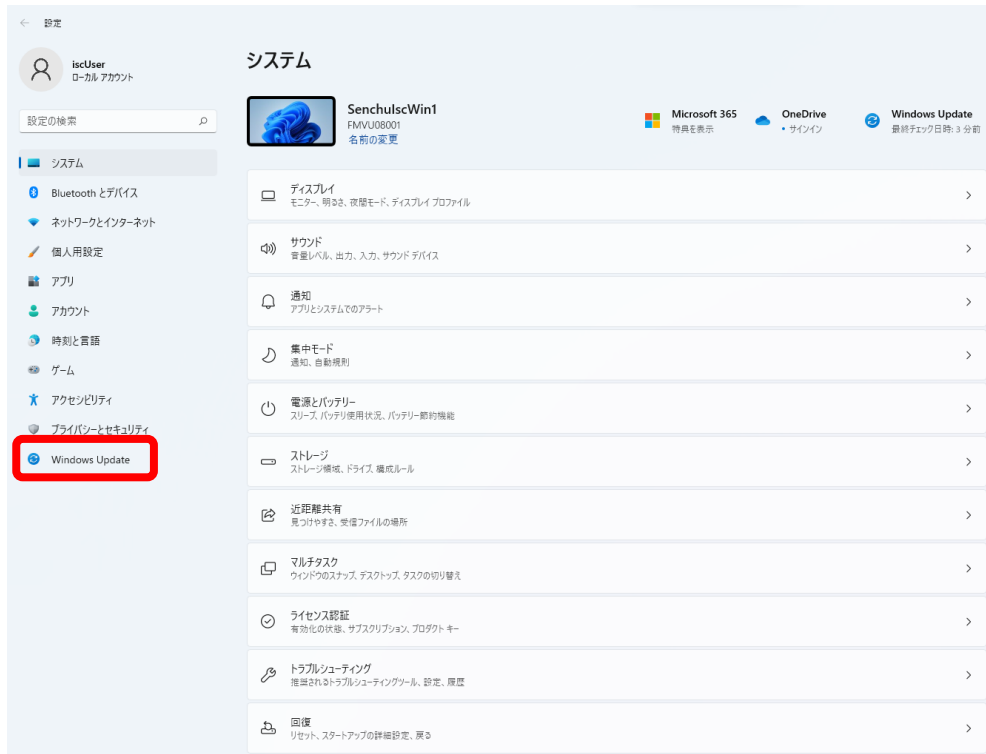 設定
iscUser
ローカル アカウント
設定の検索
システム
Bluetooth とデバイス
ネットワークとインターネット
個人用設定
アプリ
アカウント
時刻と言語
ゲーム
アクセシビリティ
プライバシーとセキュリティ
Windows Update
システム
SenchuIscWin1
FMVU08001
名前の変更
Microsoft 365
特典を表示
OneDrive
• サインイン
Windows Update
最終チェック日時: 3 分前
ディスプレイ
モニター、明るさ、夜間モード、ディスプレイ プロファイル
サウンド
音量レベル、出力、入力、サウンド デバイス
通知
アプリとシステムでのアラート
集中モード
通知、自動規則
電源とバッテリー
スリープ、バッテリ使用状況、バッテリー節約機能
ストレージ
ストレージ領域、ドライブ、構成ルール
近距離共有
見つけやすさ、受信ファイルの場所
マルチタスク
ウィンドウのスナップ、デスクトップ、タスクの切り替え
ライセンス認証
有効化の状態、サブスクリプション、プロダクト キー
トラブルシューティング
推奨されるトラブルシューティングツール、設定、履歴
回復
リセット、スタートアップの詳細設定、戻る